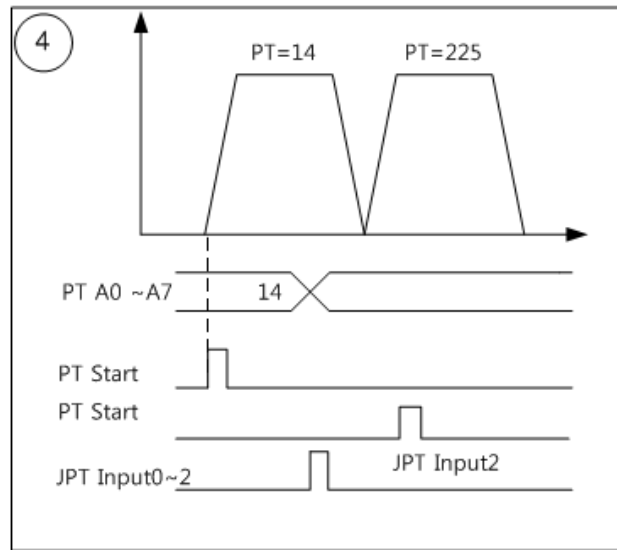 4
PT=14 PT=225
PT A0 ~A7 14
PT Start
PT Start
JPT Input2
JPT Input0~2